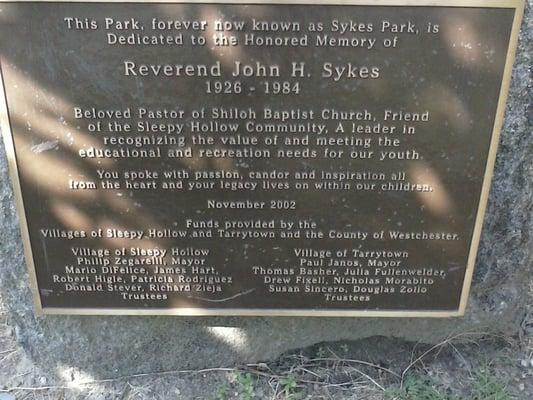 This Park, forever now known as Sykes Park, is
Dedicated to the Honored Memory of
Reverend John H. Sykes
1926 - 1984
Beloved Pastor of Shiloh Baptist Church, Friend
of the Sleepy Hollow Community, A leader in
recognizing the value of and meeting the
educational and recreation needs for our youth.
You spoke with passion, candor and inspiration all
from the heart and your legacy lives on within our children.
November 2002
Funds provided by the
Villages of Sleepy Hollow and Tarrytown and the County of Westchester.
Village of Sleepy Hollow
Philip Zegarelli, Mayor
Mario DiFelice, James Hart,
Robert Higle, Patricia Rodriguez
Donald Stever, Richard Zieja
Trustees
Village of Tarrytown
Paul Janos, Mayor
Thomas Basher, Julia Fullenwelder,
Drew Fixell, Nicholas Morabito
Susan Sincero, Douglas Zollo
Trustees